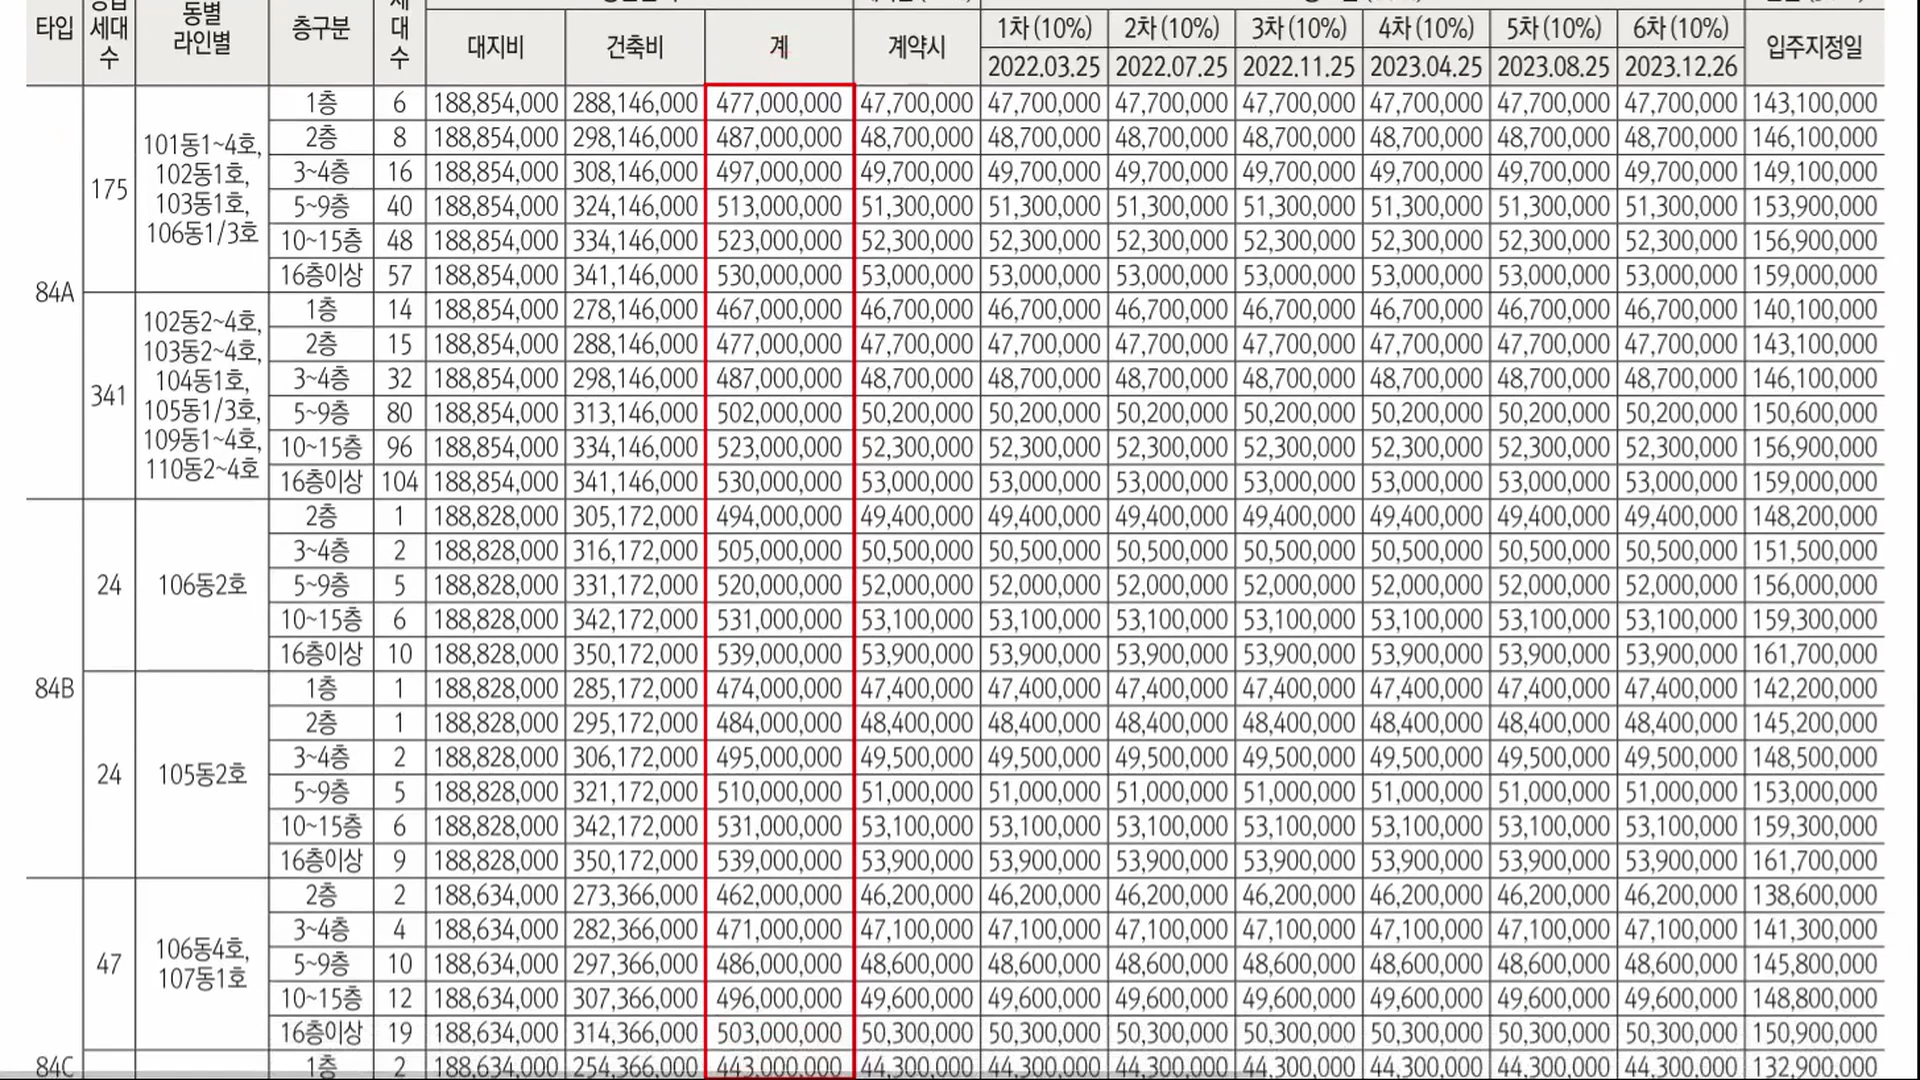 타입 세대수 동별 라인별 층구분 대수 대지비 건축비 계 계약시 1차(10%) 2차(10%) 3차(10%) 4차(10%) 5차(10%) 6차(10%) 입주지정일
2022.03.25 2022.07.25 2022.11.25 2023.04.25 2023.08.25 2023.12.26
84A
175
101동1~4호,
102동1호,
103동1호,
106동1/3호
1층 6 188,854,000 288,146,000 477,000,000 47,700,000 47,700,000 47,700,000 47,700,000 47,700,000 47,700,000 47,700,000 143,100,000
2층 8 188,854,000 298,146,000 487,000,000 48,700,000 48,700,000 48,700,000 48,700,000 48,700,000 48,700,000 48,700,000 146,100,000
3~4층 16 188,854,000 308,146,000 497,000,000 49,700,000 49,700,000 49,700,000 49,700,000 49,700,000 49,700,000 49,700,000 149,100,000
5~9층 40 188,854,000 324,146,000 513,000,000 51,300,000 51,300,000 51,300,000 51,300,000 51,300,000 51,300,000 51,300,000 153,900,000
10~15층 48 188,854,000 334,146,000 523,000,000 52,300,000 52,300,000 52,300,000 52,300,000 52,300,000 52,300,000 52,300,000 156,900,000
16층이상 57 188,854,000 341,146,000 530,000,000 53,000,000 53,000,000 53,000,000 53,000,000 53,000,000 53,000,000 53,000,000 159,000,000
341
102동2~4호,
103동2~4호,
104동1호,
105동1/3호,
109동1~4호,
110동2~4호
1층 14 188,854,000 278,146,000 467,000,000 46,700,000 46,700,000 46,700,000 46,700,000 46,700,000 46,700,000 46,700,000 140,100,000
2층 15 188,854,000 288,146,000 477,000,000 47,700,000 47,700,000 47,700,000 47,700,000 47,700,000 47,700,000 47,700,000 143,100,000
3~4층 32 188,854,000 298,146,000 487,000,000 48,700,000 48,700,000 48,700,000 48,700,000 48,700,000 48,700,000 48,700,000 146,100,000
5~9층 80 188,854,000 313,146,000 502,000,000 50,200,000 50,200,000 50,200,000 50,200,000 50,200,000 50,200,000 50,200,000 150,600,000
10~15층 96 188,854,000 334,146,000 523,000,000 52,300,000 52,300,000 52,300,000 52,300,000 52,300,000 52,300,000 52,300,000 156,900,000
16층이상 104 188,854,000 341,146,000 530,000,000 53,000,000 53,000,000 53,000,000 53,000,000 53,000,000 53,000,000 53,000,000 159,000,000
84B
24
106동2호
2층 1 188,828,000 305,172,000 494,000,000 49,400,000 49,400,000 49,400,000 49,400,000 49,400,000 49,400,000 49,400,000 148,200,000
3~4층 2 188,828,000 316,172,000 505,000,000 50,500,000 50,500,000 50,500,000 50,500,000 50,500,000 50,500,000 50,500,000 151,500,000
5~9층 5 188,828,000 331,172,000 520,000,000 52,000,000 52,000,000 52,000,000 52,000,000 52,000,000 52,000,000 52,000,000 156,000,000
10~15층 6 188,828,000 342,172,000 531,000,000 53,100,000 53,100,000 53,100,000 53,100,000 53,100,000 53,100,000 53,100,000 159,300,000
16층이상 10 188,828,000 350,172,000 539,000,000 53,900,000 53,900,000 53,900,000 53,900,000 53,900,000 53,900,000 53,900,000 161,700,000
24
105동2호
1층 1 188,828,000 285,172,000 474,000,000 47,400,000 47,400,000 47,400,000 47,400,000 47,400,000 47,400,000 47,400,000 142,200,000
2층 1 188,828,000 295,172,000 484,000,000 48,400,000 48,400,000 48,400,000 48,400,000 48,400,000 48,400,000 48,400,000 145,200,000
3~4층 2 188,828,000 306,172,000 495,000,000 49,500,000 49,500,000 49,500,000 49,500,000 49,500,000 49,500,000 49,500,000 148,500,000
5~9층 5 188,828,000 321,172,000 510,000,000 51,000,000 51,000,000 51,000,000 51,000,000 51,000,000 51,000,000 51,000,000 153,000,000
10~15층 6 188,828,000 342,172,000 531,000,000 53,100,000 53,100,000 53,100,000 53,100,000 53,100,000 53,100,000 53,100,000 159,300,000
16층이상 9 188,828,000 350,172,000 539,000,000 53,900,000 53,900,000 53,900,000 53,900,000 53,900,000 53,900,000 53,900,000 161,700,000
84C
47
106동4호,
107동1호
2층 2 188,634,000 273,366,000 462,000,000 46,200,000 46,200,000 46,200,000 46,200,000 46,200,000 46,200,000 46,200,000 138,600,000
3~4층 4 188,634,000 282,366,000 471,000,000 47,100,000 47,100,000 47,100,000 47,100,000 47,100,000 47,100,000 47,100,000 141,300,000
5~9층 10 188,634,000 297,366,000 486,000,000 48,600,000 48,600,000 48,600,000 48,600,000 48,600,000 48,600,000 48,600,000 145,800,000
10~15층 12 188,634,000 307,366,000 496,000,000 49,600,000 49,600,000 49,600,000 49,600,000 49,600,000 49,600,000 49,600,000 148,800,000
16층이상 19 188,634,000 314,366,000 503,000,000 50,300,000 50,300,000 50,300,000 50,300,000 50,300,000 50,300,000 50,300,000 150,900,000
1층 2 188,634,000 254,366,000 443,000,000 44,300,000 44,300,000 44,300,000 44,300,000 44,300,000 44,300,000 44,300,000 132,900,000